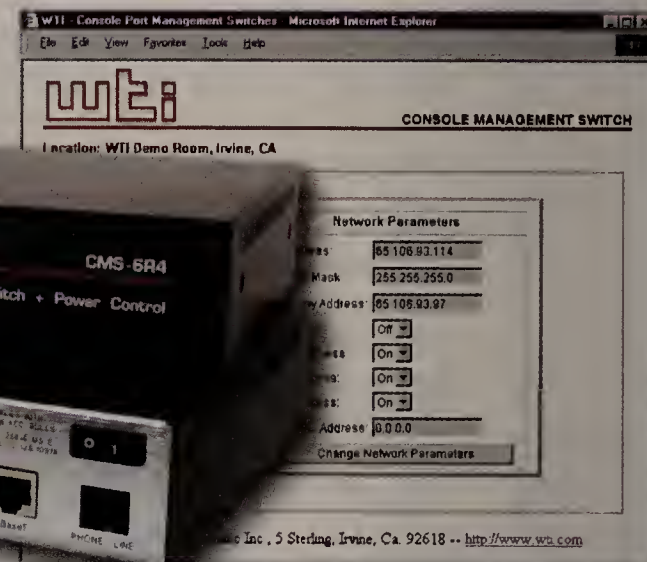 WTI - Console Port Management Switches - Microsoft Internet Explorer
File Edit View Favorites Tools Help
wti
CONSOLE MANAGEMENT SWITCH
Location: WTI Demo Room, Irvine, CA
Network Parameters
65.106.93.114
Mask 255.255.255.0
Address: 65.106.93.97
Off
On
On
On
Address: 0.0.0.0
Change Network Parameters
CMS-6R4
itch + Power Control
0 1
BaseT
PHONE LINE
Inc., 5 Sterling, Irvine, Ca. 92618 -- http://www.wti.com